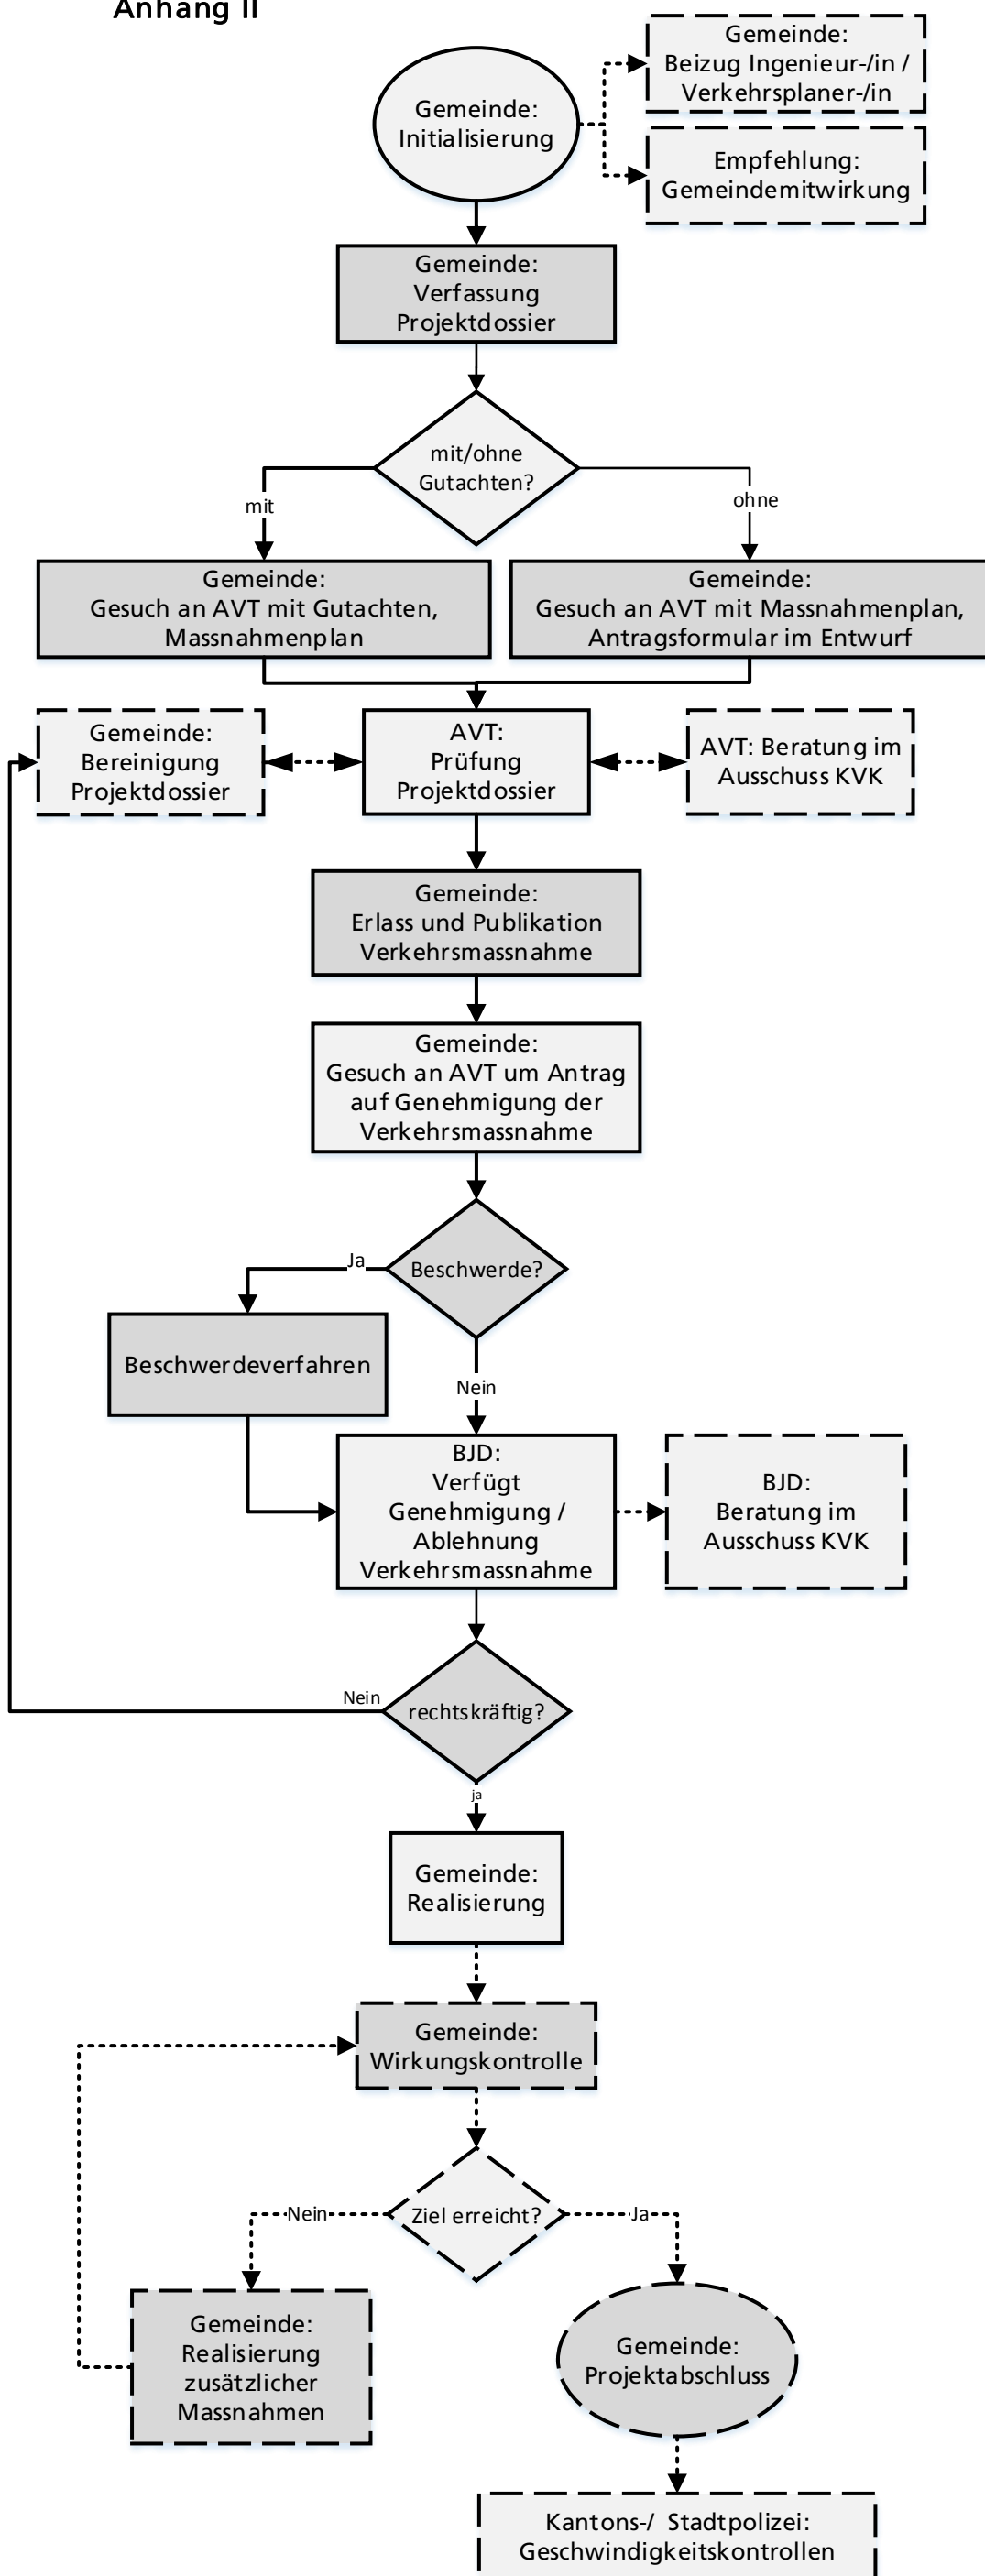 Anhang II
Gemeinde:
Initialisierung
Gemeinde:
Beizug Ingenieur-/in /
Verkehrsplaner-/in
Empfehlung:
Gemeindemitwirkung
Gemeinde:
Verfassung
Projektdossier
mit/ohne
Gutachten?
mit
ohne
Gemeinde:
Gesuch an AVT mit Gutachten,
Massnahmenplan
Gemeinde:
Gesuch an AVT mit Massnahmenplan,
Antragsformular im Entwurf
Gemeinde:
Bereinigung
Projektdossier
AVT:
Prüfung
Projektdossier
AVT: Beratung im
Ausschuss KVK
Gemeinde:
Erlass und Publikation
Verkehrsmassnahme
Gemeinde:
Gesuch an AVT um Antrag
auf Genehmigung der
Verkehrsmassnahme
Beschwerde?
Ja
Beschwerdeverfahren
Nein
BJD:
Verfügt
Genehmigung /
Ablehnung
Verkehrsmassnahme
BJD:
Beratung im
Ausschuss KVK
Nein
rechtskräftig?
ja
Gemeinde:
Realisierung
Gemeinde:
Wirkungskontrolle
Nein
Ziel erreicht?
Ja
Gemeinde:
Realisierung
zusätzlicher
Massnahmen
Gemeinde:
Projektabschluss
Kantons-/ Stadtpolizei:
Geschwindigkeitskontrollen